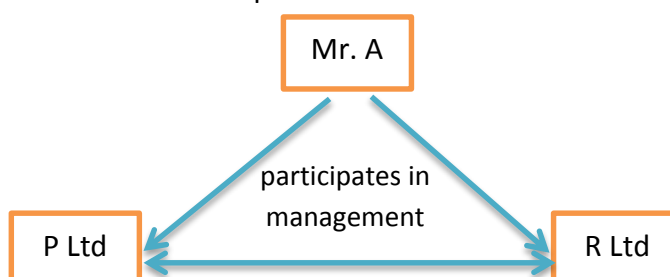 Mr. A
participates in
management
P Ltd
R Ltd